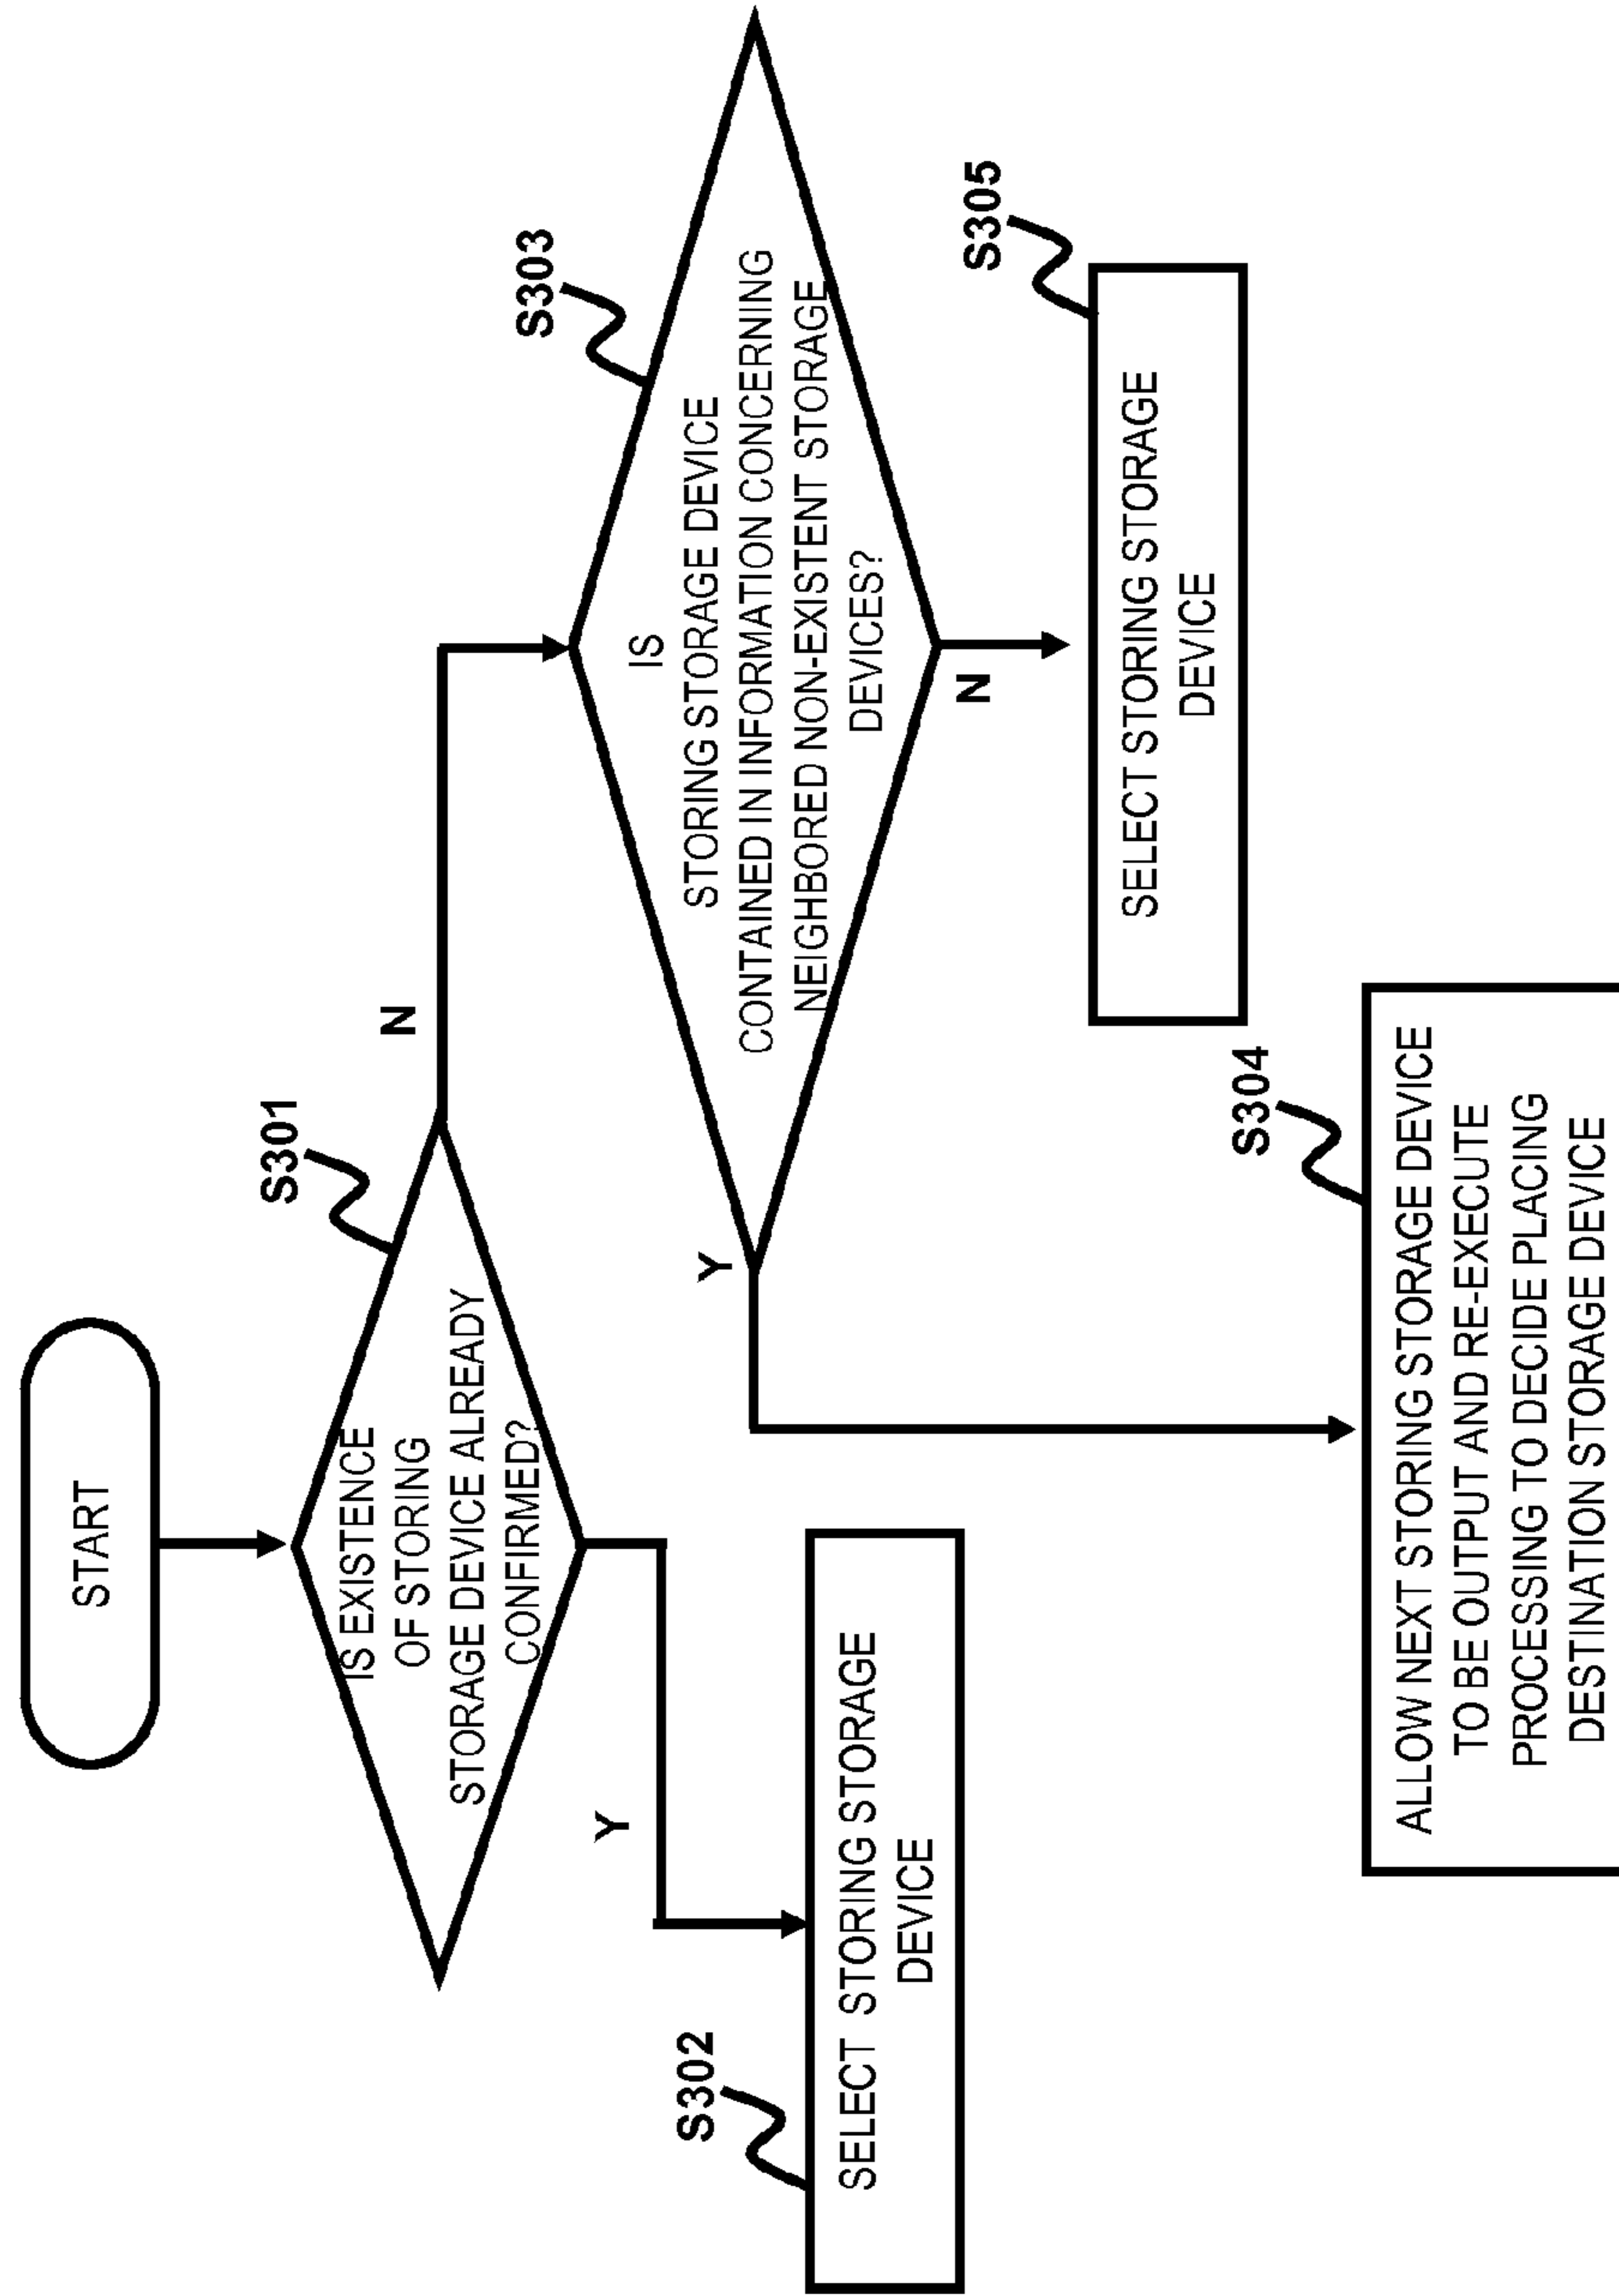 START
S301
IS EXISTENCE
OF STORING
STORAGE DEVICE ALREADY
CONFIRMED?
Y
N
S302
SELECT STORING STORAGE
DEVICE
S303
IS
STORING STORAGE DEVICE
CONTAINED IN INFORMATION CONCERNING
NEIGHBORED NON-EXISTENT STORAGE
DEVICES?
Y
N
S305
SELECT STORING STORAGE
DEVICE
S304
ALLOW NEXT STORING STORAGE DEVICE
TO BE OUTPUT AND RE-EXECUTE
PROCESSING TO DECIDE PLACING
DESTINATION STORAGE DEVICE